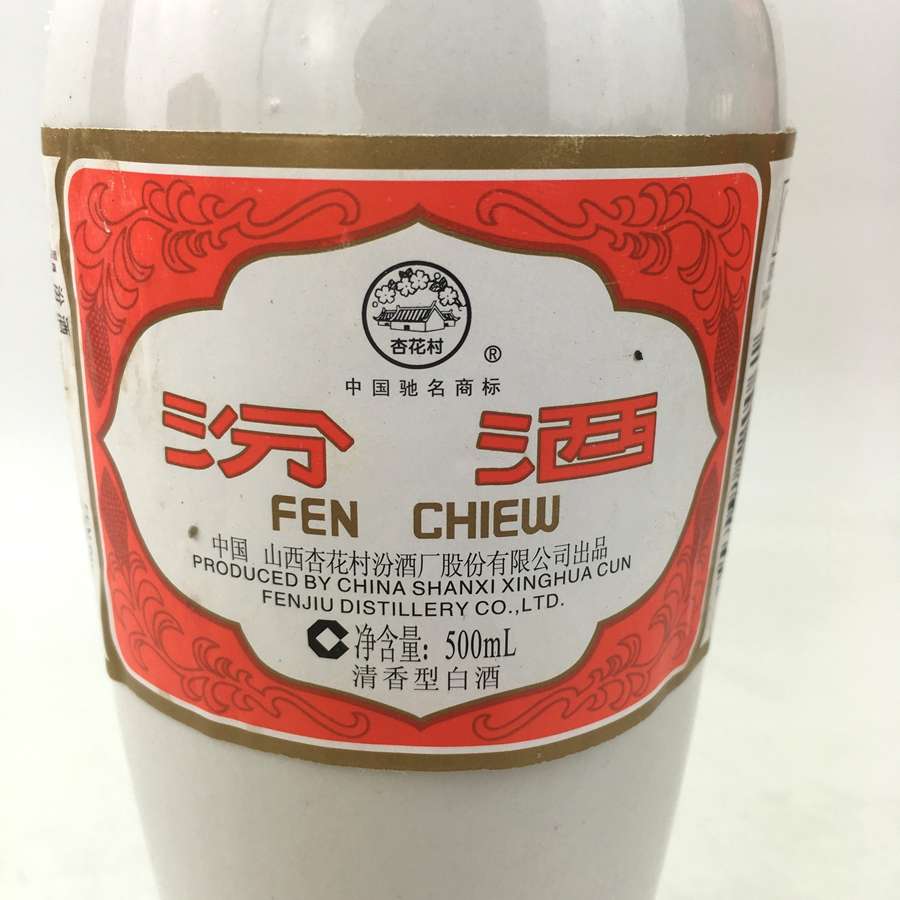 杏花村
®
中国驰名商标
汾酒
FEN CHIEW
中国 山西杏花村汾酒厂股份有限公司出品
PRODUCED BY CHINA SHANXI XINGHUA CUN
FENJIU DISTILLERY CO.,LTD.
净含量: 500mL
清香型白酒